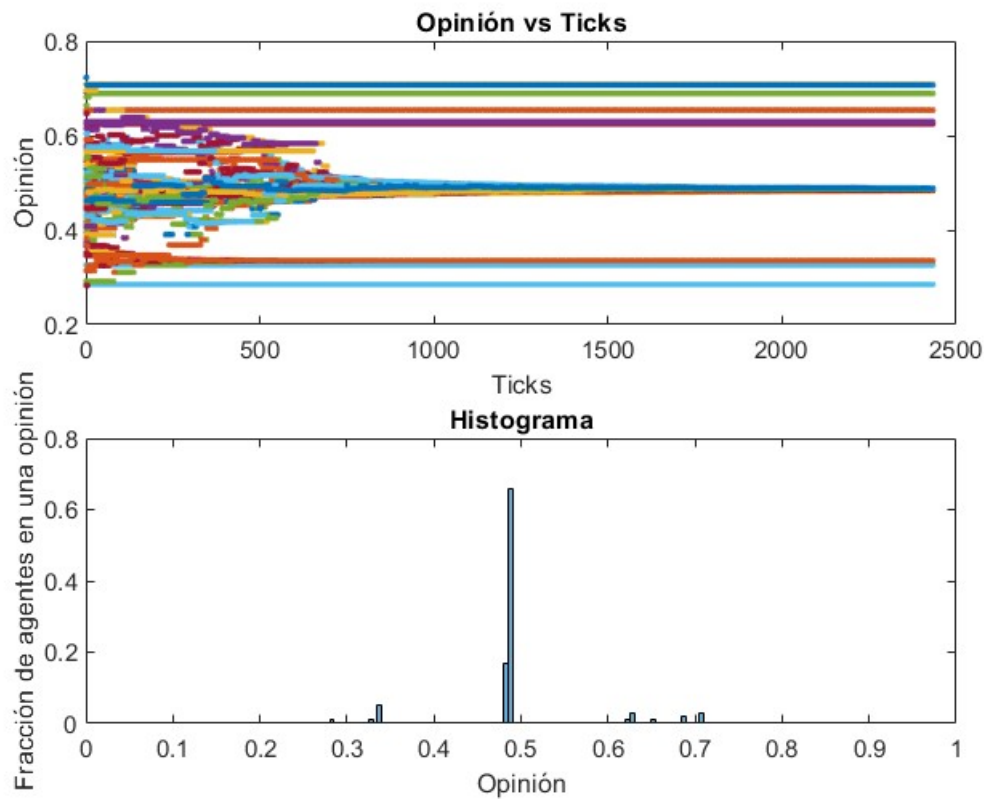 Opinión vs Ticks
0.8
0.6
0.4
0.2
Opinión
0 500 1000 1500 2000 2500
Ticks
Histograma
0.8
0.6
0.4
0.2
0
Fracción de agentes en una opinión
0 0.1 0.2 0.3 0.4 0.5 0.6 0.7 0.8 0.9 1
Opinión